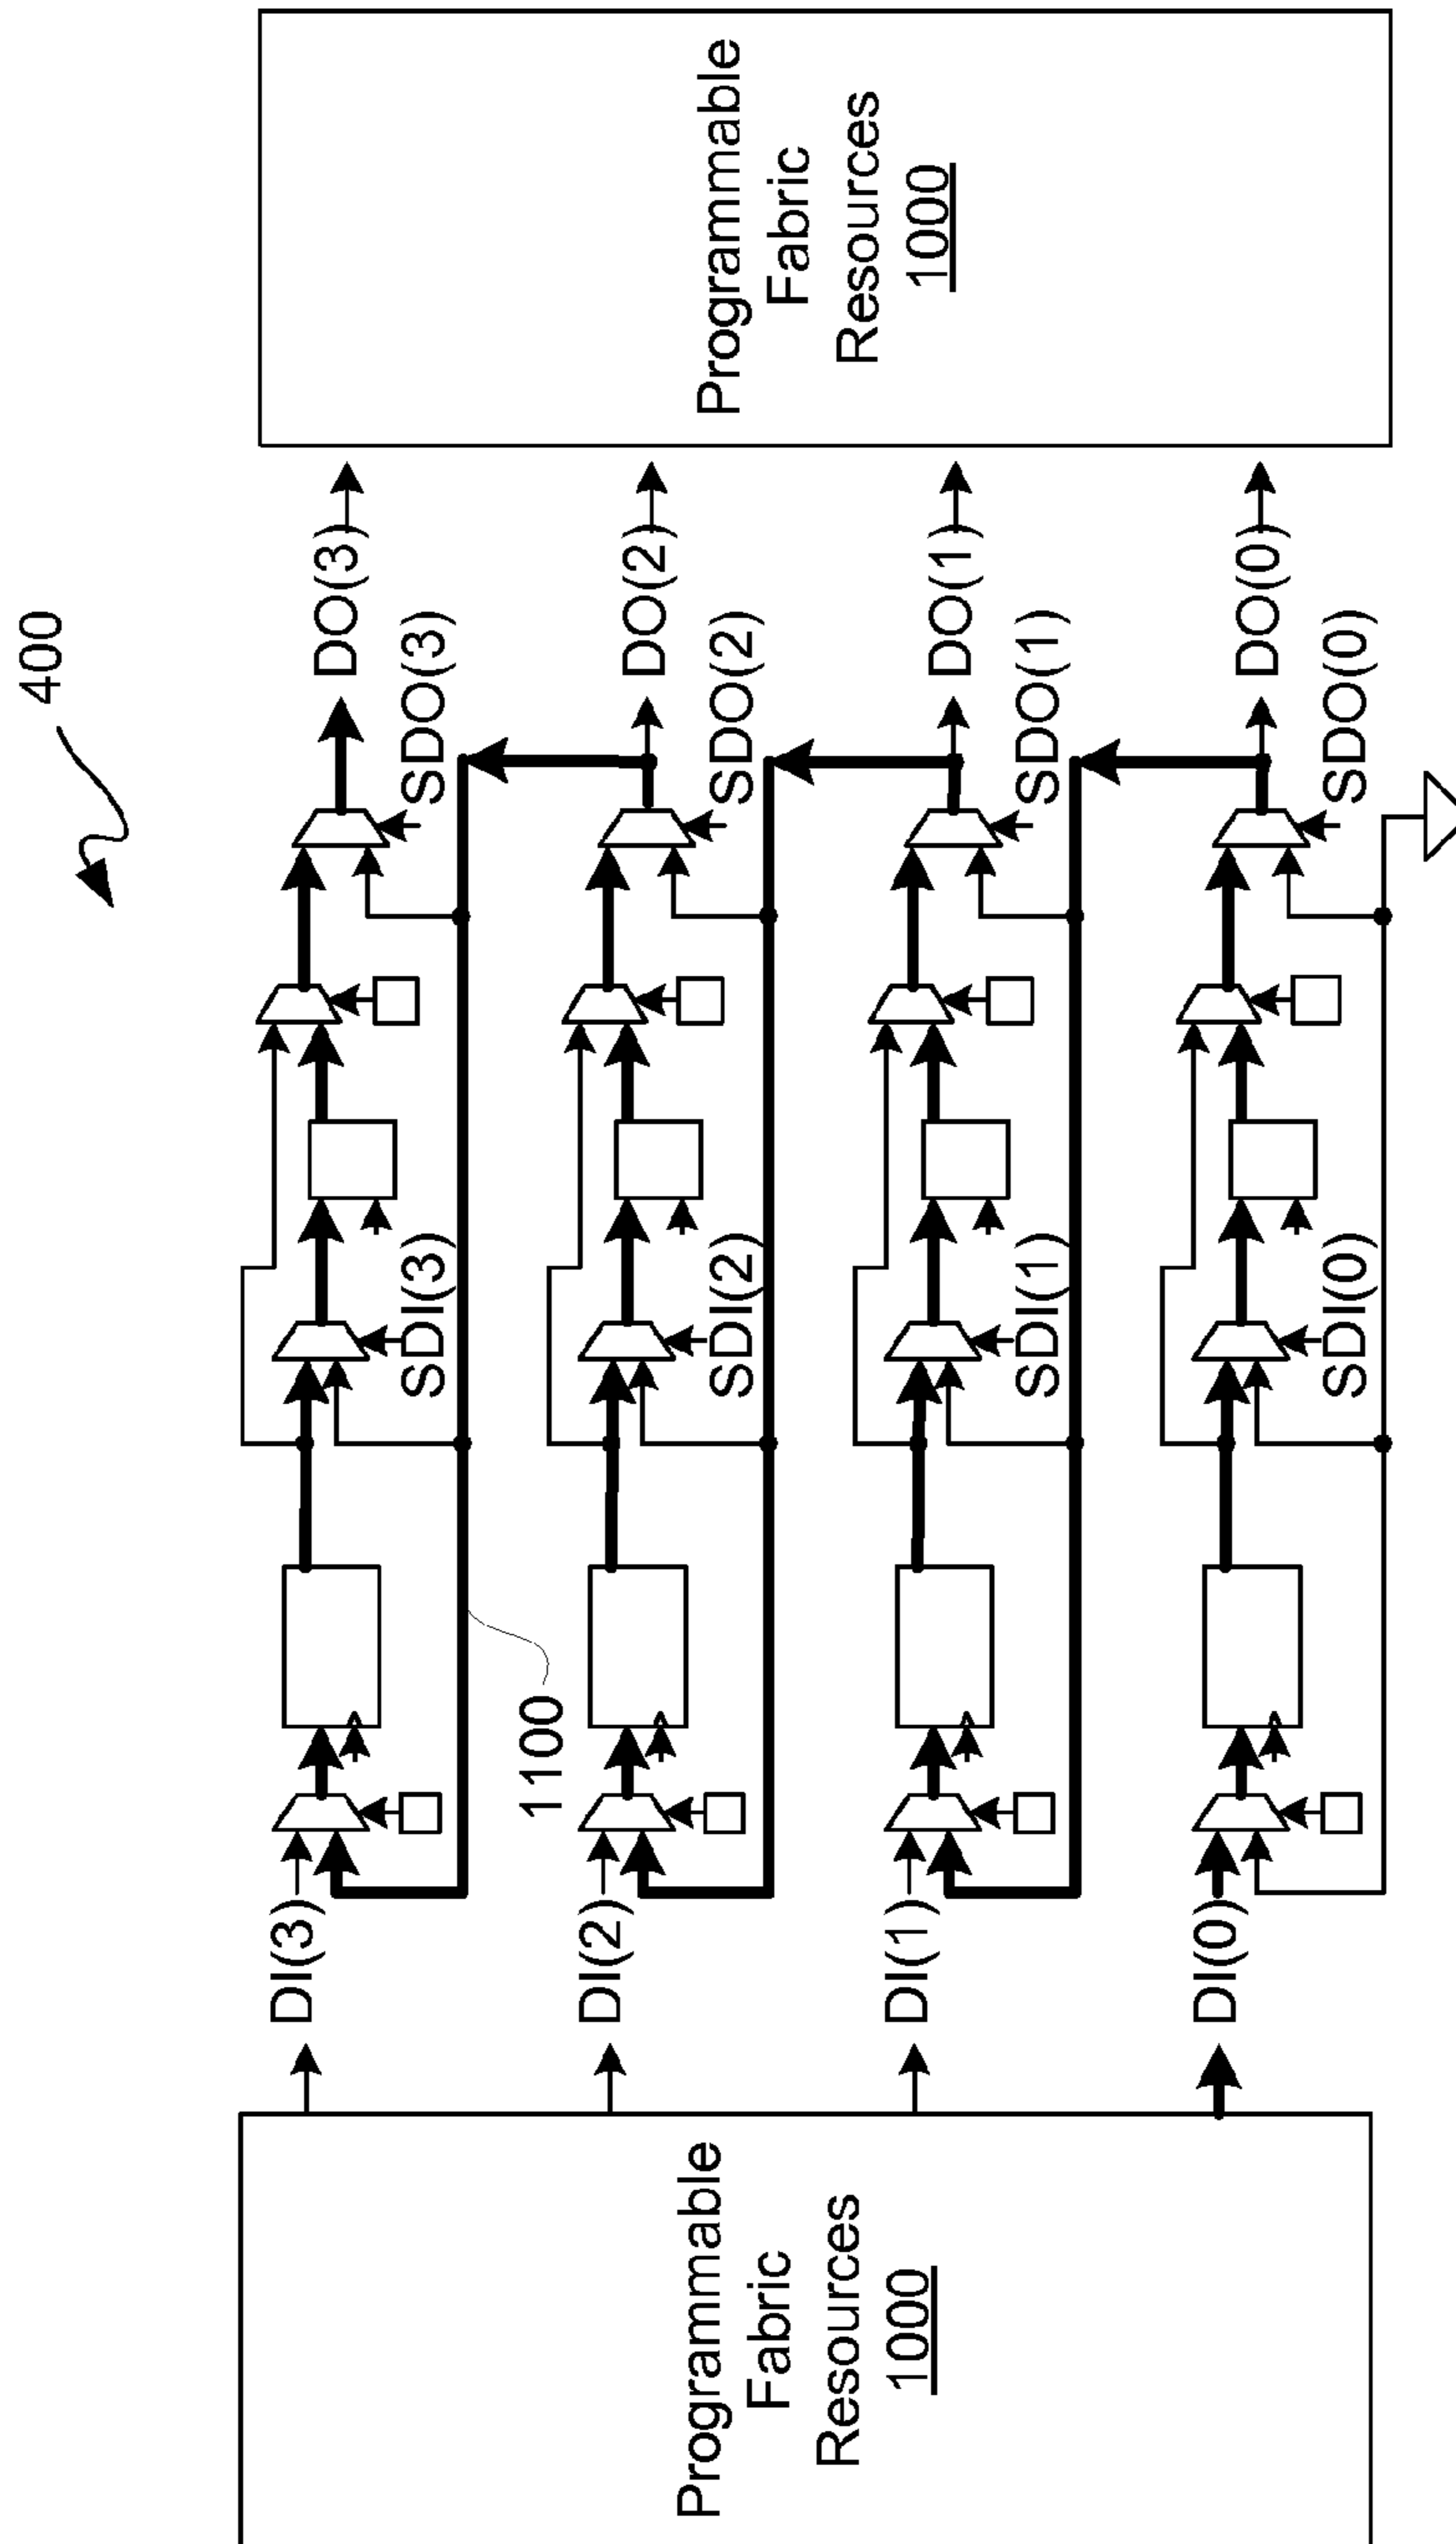 400
Programmable
Fabric
Resources
1000
DI(3)
SDI(3)
SDO(3)
DO(3)
1100
DI(2)
SDI(2)
SDO(2)
DO(2)
DI(1)
SDI(1)
SDO(1)
DO(1)
DI(0)
SDI(0)
SDO(0)
DO(0)
Programmable
Fabric
Resources
1000